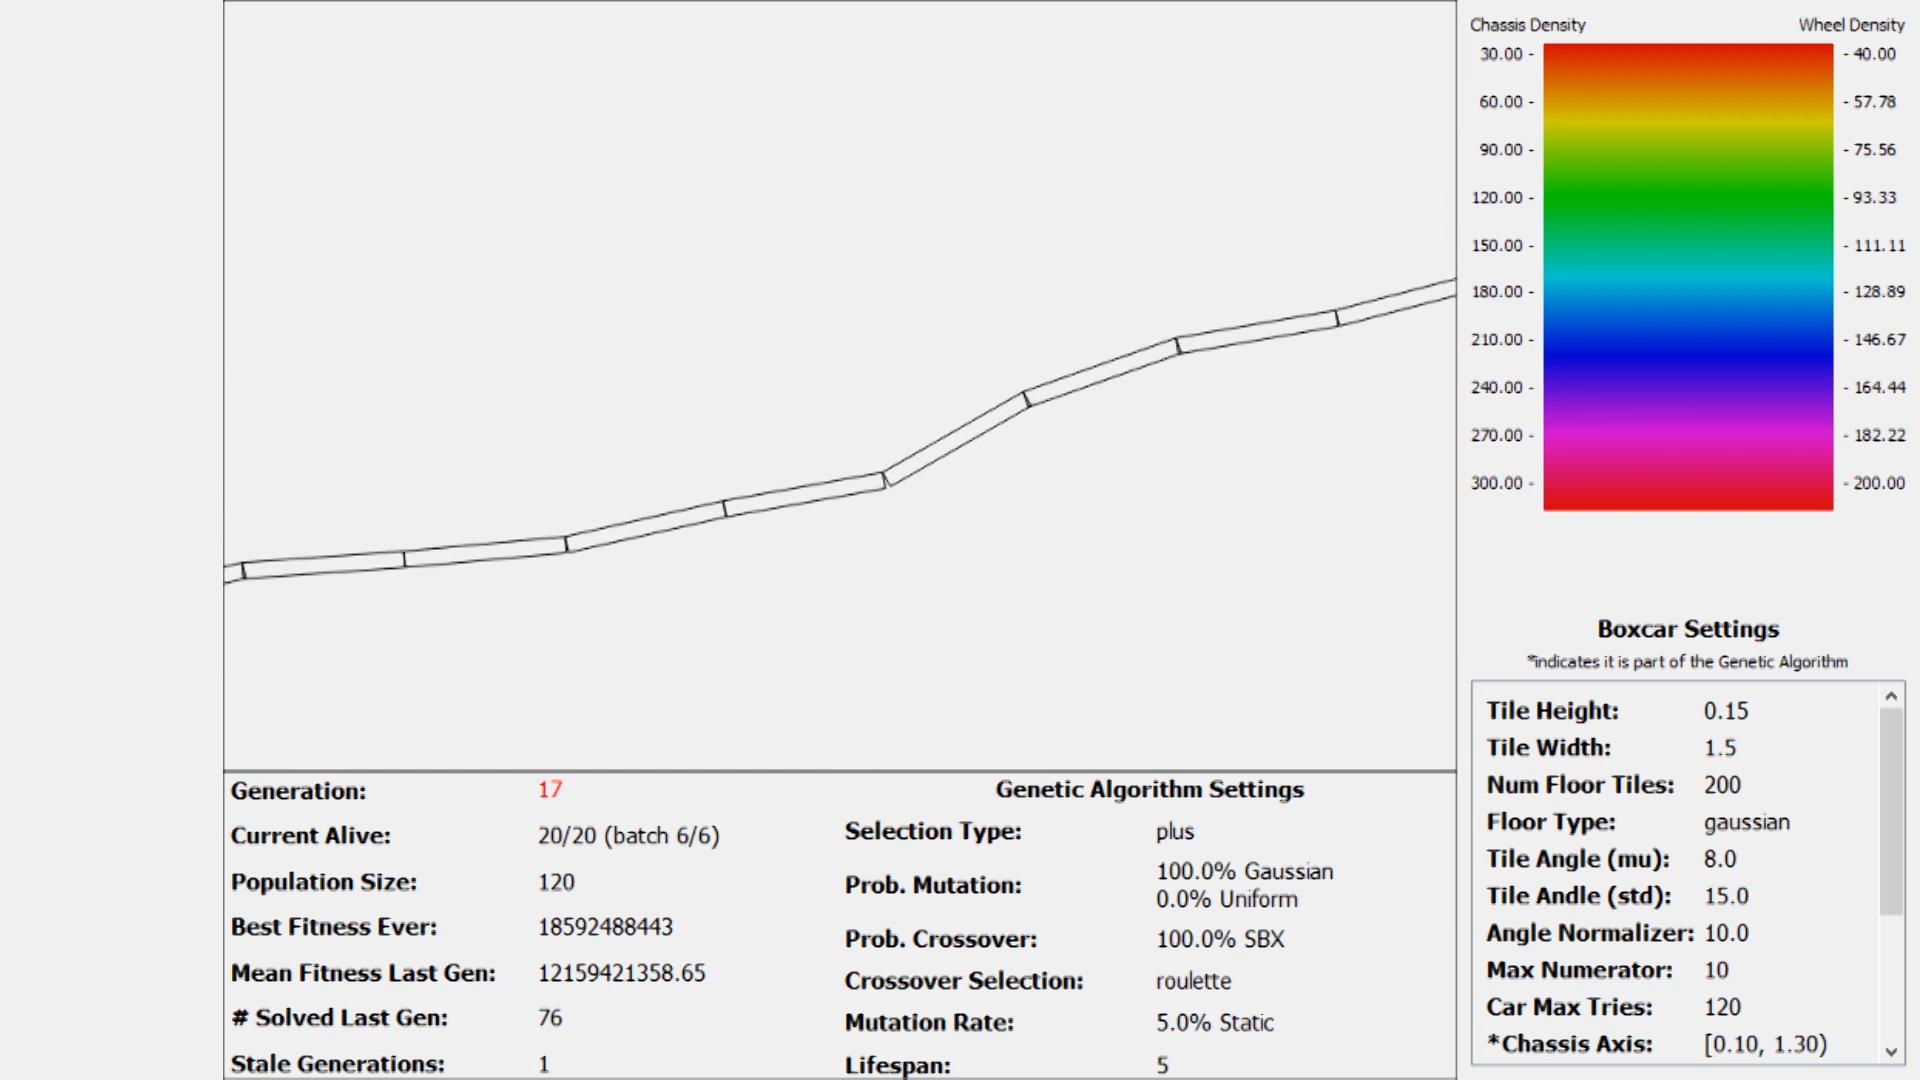 Chassis Density Wheel Density
30.00 - - 40.00
60.00 - - 57.78
90.00 - - 75.56
120.00 - - 93.33
150.00 - - 111.11
180.00 - - 128.89
210.00 - - 146.67
240.00 - - 164.44
270.00 - - 182.22
300.00 - - 200.00
Boxcar Settings
*indicates it is part of the Genetic Algorithm
Tile Height: 0.15
Tile Width: 1.5
Num Floor Tiles: 200
Floor Type: gaussian
Tile Angle (mu): 8.0
Tile Andle (std): 15.0
Angle Normalizer: 10.0
Max Numerator: 10
Car Max Tries: 120
*Chassis Axis: [0.10, 1.30)
Generation: 17
Current Alive: 20/20 (batch 6/6)
Population Size: 120
Best Fitness Ever: 18592488443
Mean Fitness Last Gen: 12159421358.65
# Solved Last Gen: 76
Stale Generations: 1
Genetic Algorithm Settings
Selection Type: plus
Prob. Mutation: 100.0% Gaussian
0.0% Uniform
Prob. Crossover: 100.0% SBX
Crossover Selection: roulette
Mutation Rate: 5.0% Static
Lifespan: 5